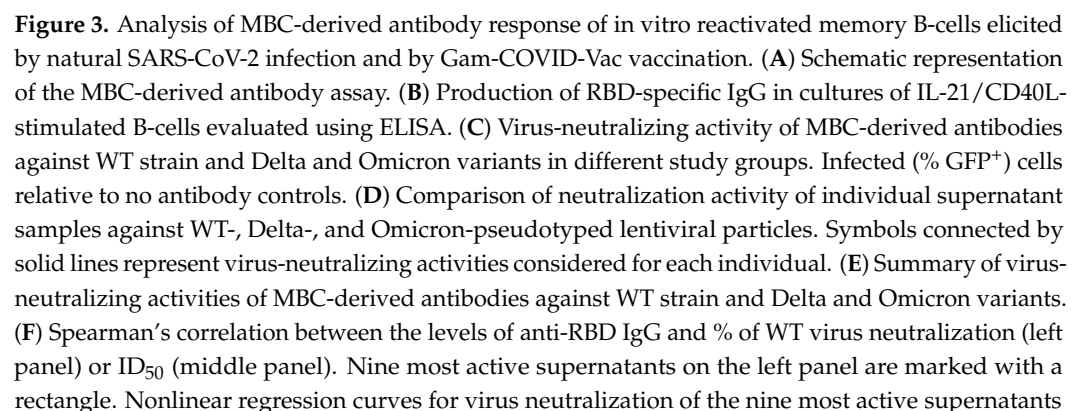 Figure 3. Analysis of MBC-derived antibody response of in vitro reactivated memory B-cells elicited
by natural SARS-CoV-2 infection and by Gam-COVID-Vac vaccination. (A) Schematic representation
of the MBC-derived antibody assay. (B) Production of RBD-specific IgG in cultures of IL-21/CD40L-
stimulated B-cells evaluated using ELISA. (C) Virus-neutralizing activity of MBC-derived antibodies
against WT strain and Delta and Omicron variants in different study groups. Infected (% GFP⁺) cells
relative to no antibody controls. (D) Comparison of neutralization activity of individual supernatant
samples against WT-, Delta-, and Omicron-pseudotyped lentiviral particles. Symbols connected by
solid lines represent virus-neutralizing activities considered for each individual. (E) Summary of virus-
neutralizing activities of MBC-derived antibodies against WT strain and Delta and Omicron variants.
(F) Spearman's correlation between the levels of anti-RBD IgG and % of WT virus neutralization (left
panel) or ID₅₀ (middle panel). Nine most active supernatants on the left panel are marked with a
rectangle. Nonlinear regression curves for virus neutralization of the nine most active supernatants